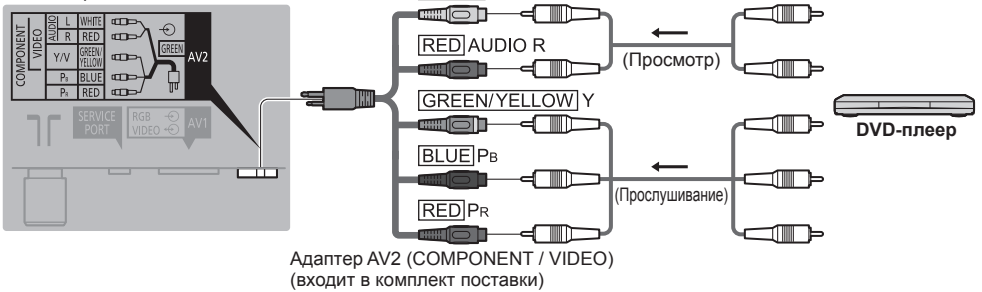 COMPONENT
VIDEO
AUDIO
L WHITE
R RED
Y/V GREEN/YELLOW
PB BLUE
PR RED
GREEN
AV2
SERVICE PORT
RGB
VIDEO
AV1
RED AUDIO R
GREEN/YELLOW Y
BLUE PB
RED PR
(Просмотр)
(Прослушивание)
DVD-плеер
Адаптер AV2 (COMPONENT / VIDEO)
(входит в комплект поставки)